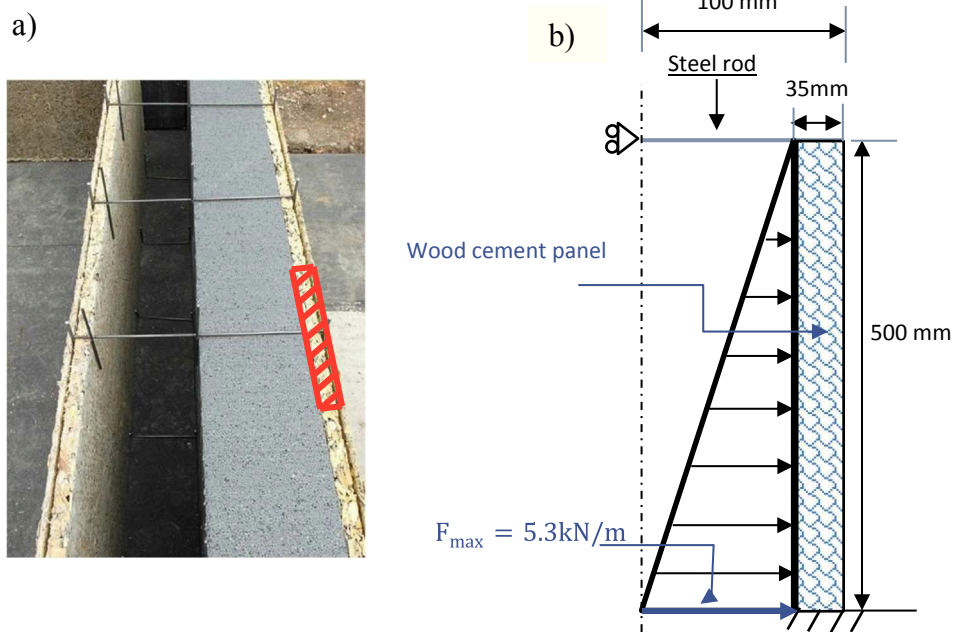 a)
b)
100 mm
Steel rod
35mm
Wood cement panel
500 mm
F_max = 5.3kN/m